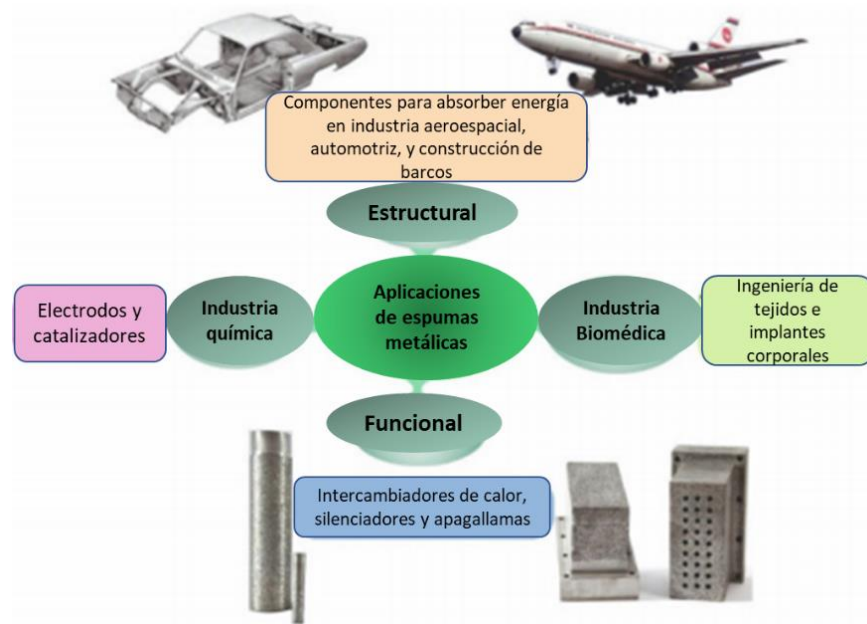 Componentes para absorber energía
en industria aeroespacial,
automotriz, y construcción de
barcos
Estructural
Electrodos y
catalizadores
Industria
química
Aplicaciones
de espumas
metálicas
Industria
Biomédica
Ingeniería de
tejidos e
implantes
corporales
Funcional
Intercambiadores de calor,
silenciadores y apagallamas